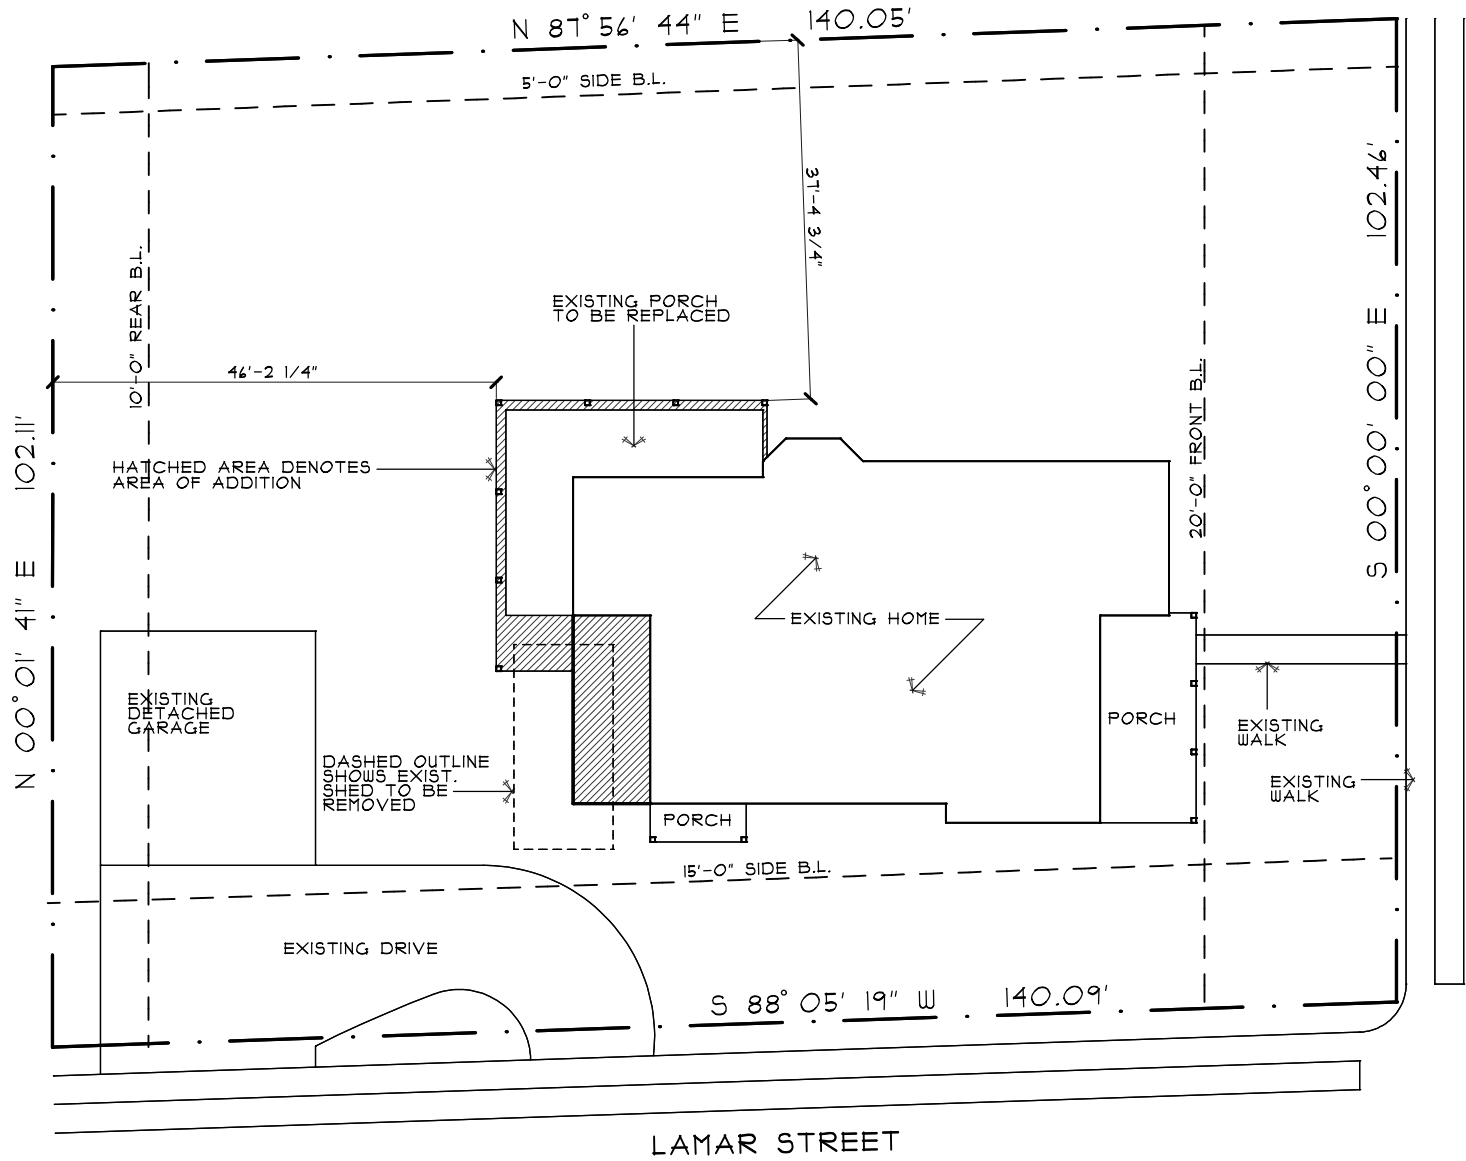 N 87° 56' 44" E 140.05'
5'-0" SIDE B.L.
102.46'
S 00° 00' 00" E
37'-4 3/4"
10'-0" REAR B.L.
EXISTING PORCH
TO BE REPLACED
46'-2 1/4"
20'-0" FRONT B.L.
N 00° 01' 41" E 102.11'
HATCHED AREA DENOTES
AREA OF ADDITION
EXISTING HOME
EXISTING
DETACHED
GARAGE
PORCH
EXISTING
WALK
DASHED OUTLINE
SHOWS EXIST.
SHED TO BE
REMOVED
EXISTING
WALK
PORCH
15'-0" SIDE B.L.
EXISTING DRIVE
S 88° 05' 19" W 140.09'
LAMAR STREET